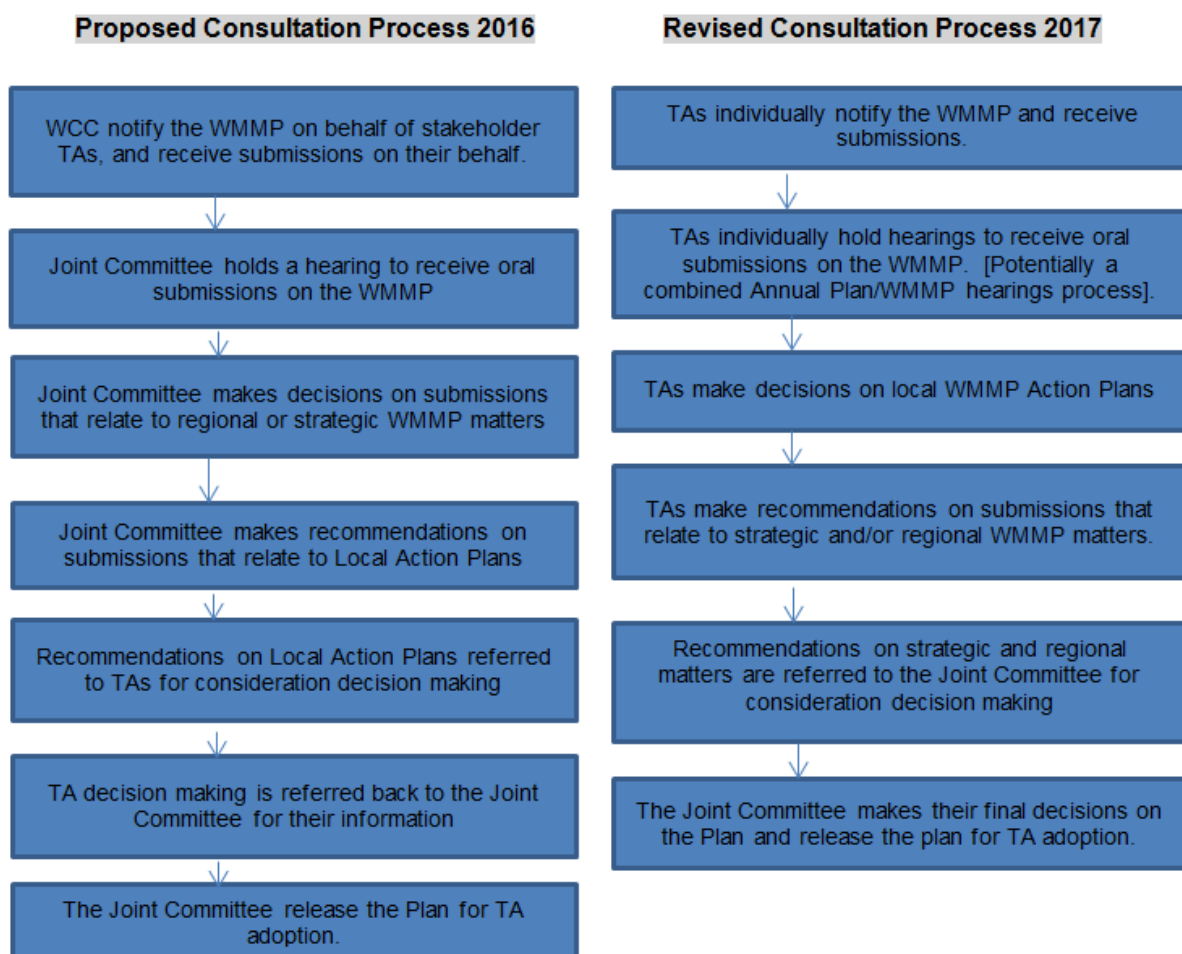 Proposed Consultation Process 2016
WCC notify the WMMP on behalf of stakeholder
TAs, and receive submissions on their behalf.
Joint Committee holds a hearing to receive oral
submissions on the WMMP
Joint Committee makes decisions on submissions
that relate to regional or strategic WMMP matters
Joint Committee makes recommendations on
submissions that relate to Local Action Plans
Recommendations on Local Action Plans referred
to TAs for consideration decision making
TA decision making is referred back to the Joint
Committee for their information
The Joint Committee release the Plan for TA
adoption.
Revised Consultation Process 2017
TAs individually notify the WMMP and receive
submissions.
TAs individually hold hearings to receive oral
submissions on the WMMP. [Potentially a
combined Annual Plan/WMMP hearings process].
TAs make decisions on local WMMP Action Plans
TAs make recommendations on submissions that
relate to strategic and/or regional WMMP matters.
Recommendations on strategic and regional
matters are referred to the Joint Committee for
consideration decision making
The Joint Committee makes their final decisions on
the Plan and release the plan for TA adoption.